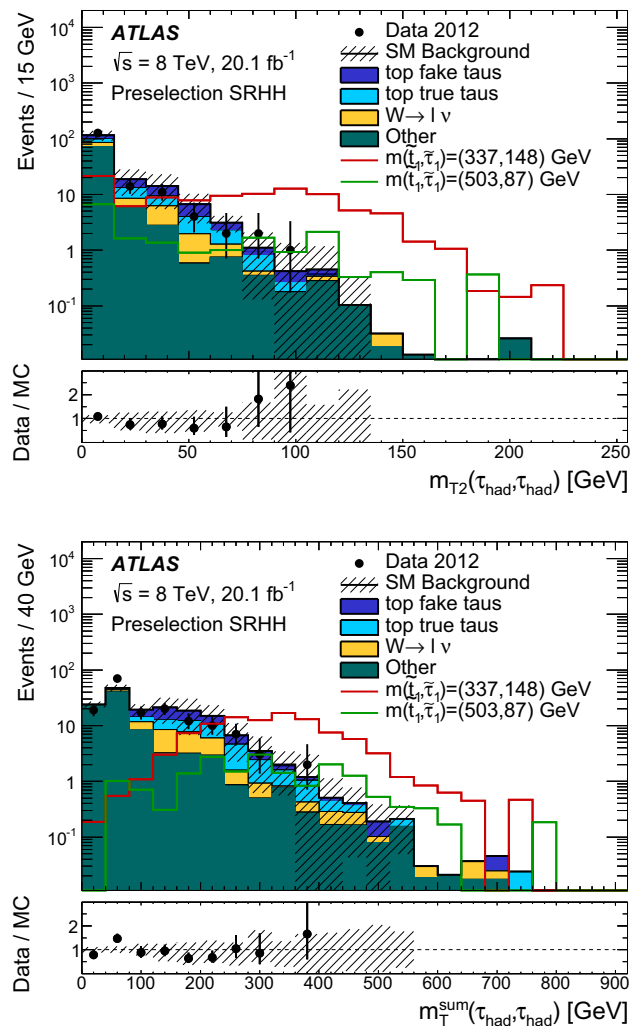 Events / 15 GeV
10⁴
10³
10²
10
1
10⁻¹
ATLAS
√s = 8 TeV, 20.1 fb⁻¹
Preselection SRHH
Data 2012
SM Background
top fake taus
top true taus
W→ l ν
Other
m(t̃₁,τ̃₁)=(337,148) GeV
m(t̃₁,τ̃₁)=(503,87) GeV
Data / MC
2
1
0 50 100 150 200 250
m_T2(τ_had,τ_had) [GeV]
Events / 40 GeV
10⁴
10³
10²
10
1
10⁻¹
ATLAS
√s = 8 TeV, 20.1 fb⁻¹
Preselection SRHH
Data 2012
SM Background
top fake taus
top true taus
W→ l ν
Other
m(t̃₁,τ̃₁)=(337,148) GeV
m(t̃₁,τ̃₁)=(503,87) GeV
Data / MC
2
1
0 100 200 300 400 500 600 700 800 900
m_T^sum(τ_had,τ_had) [GeV]